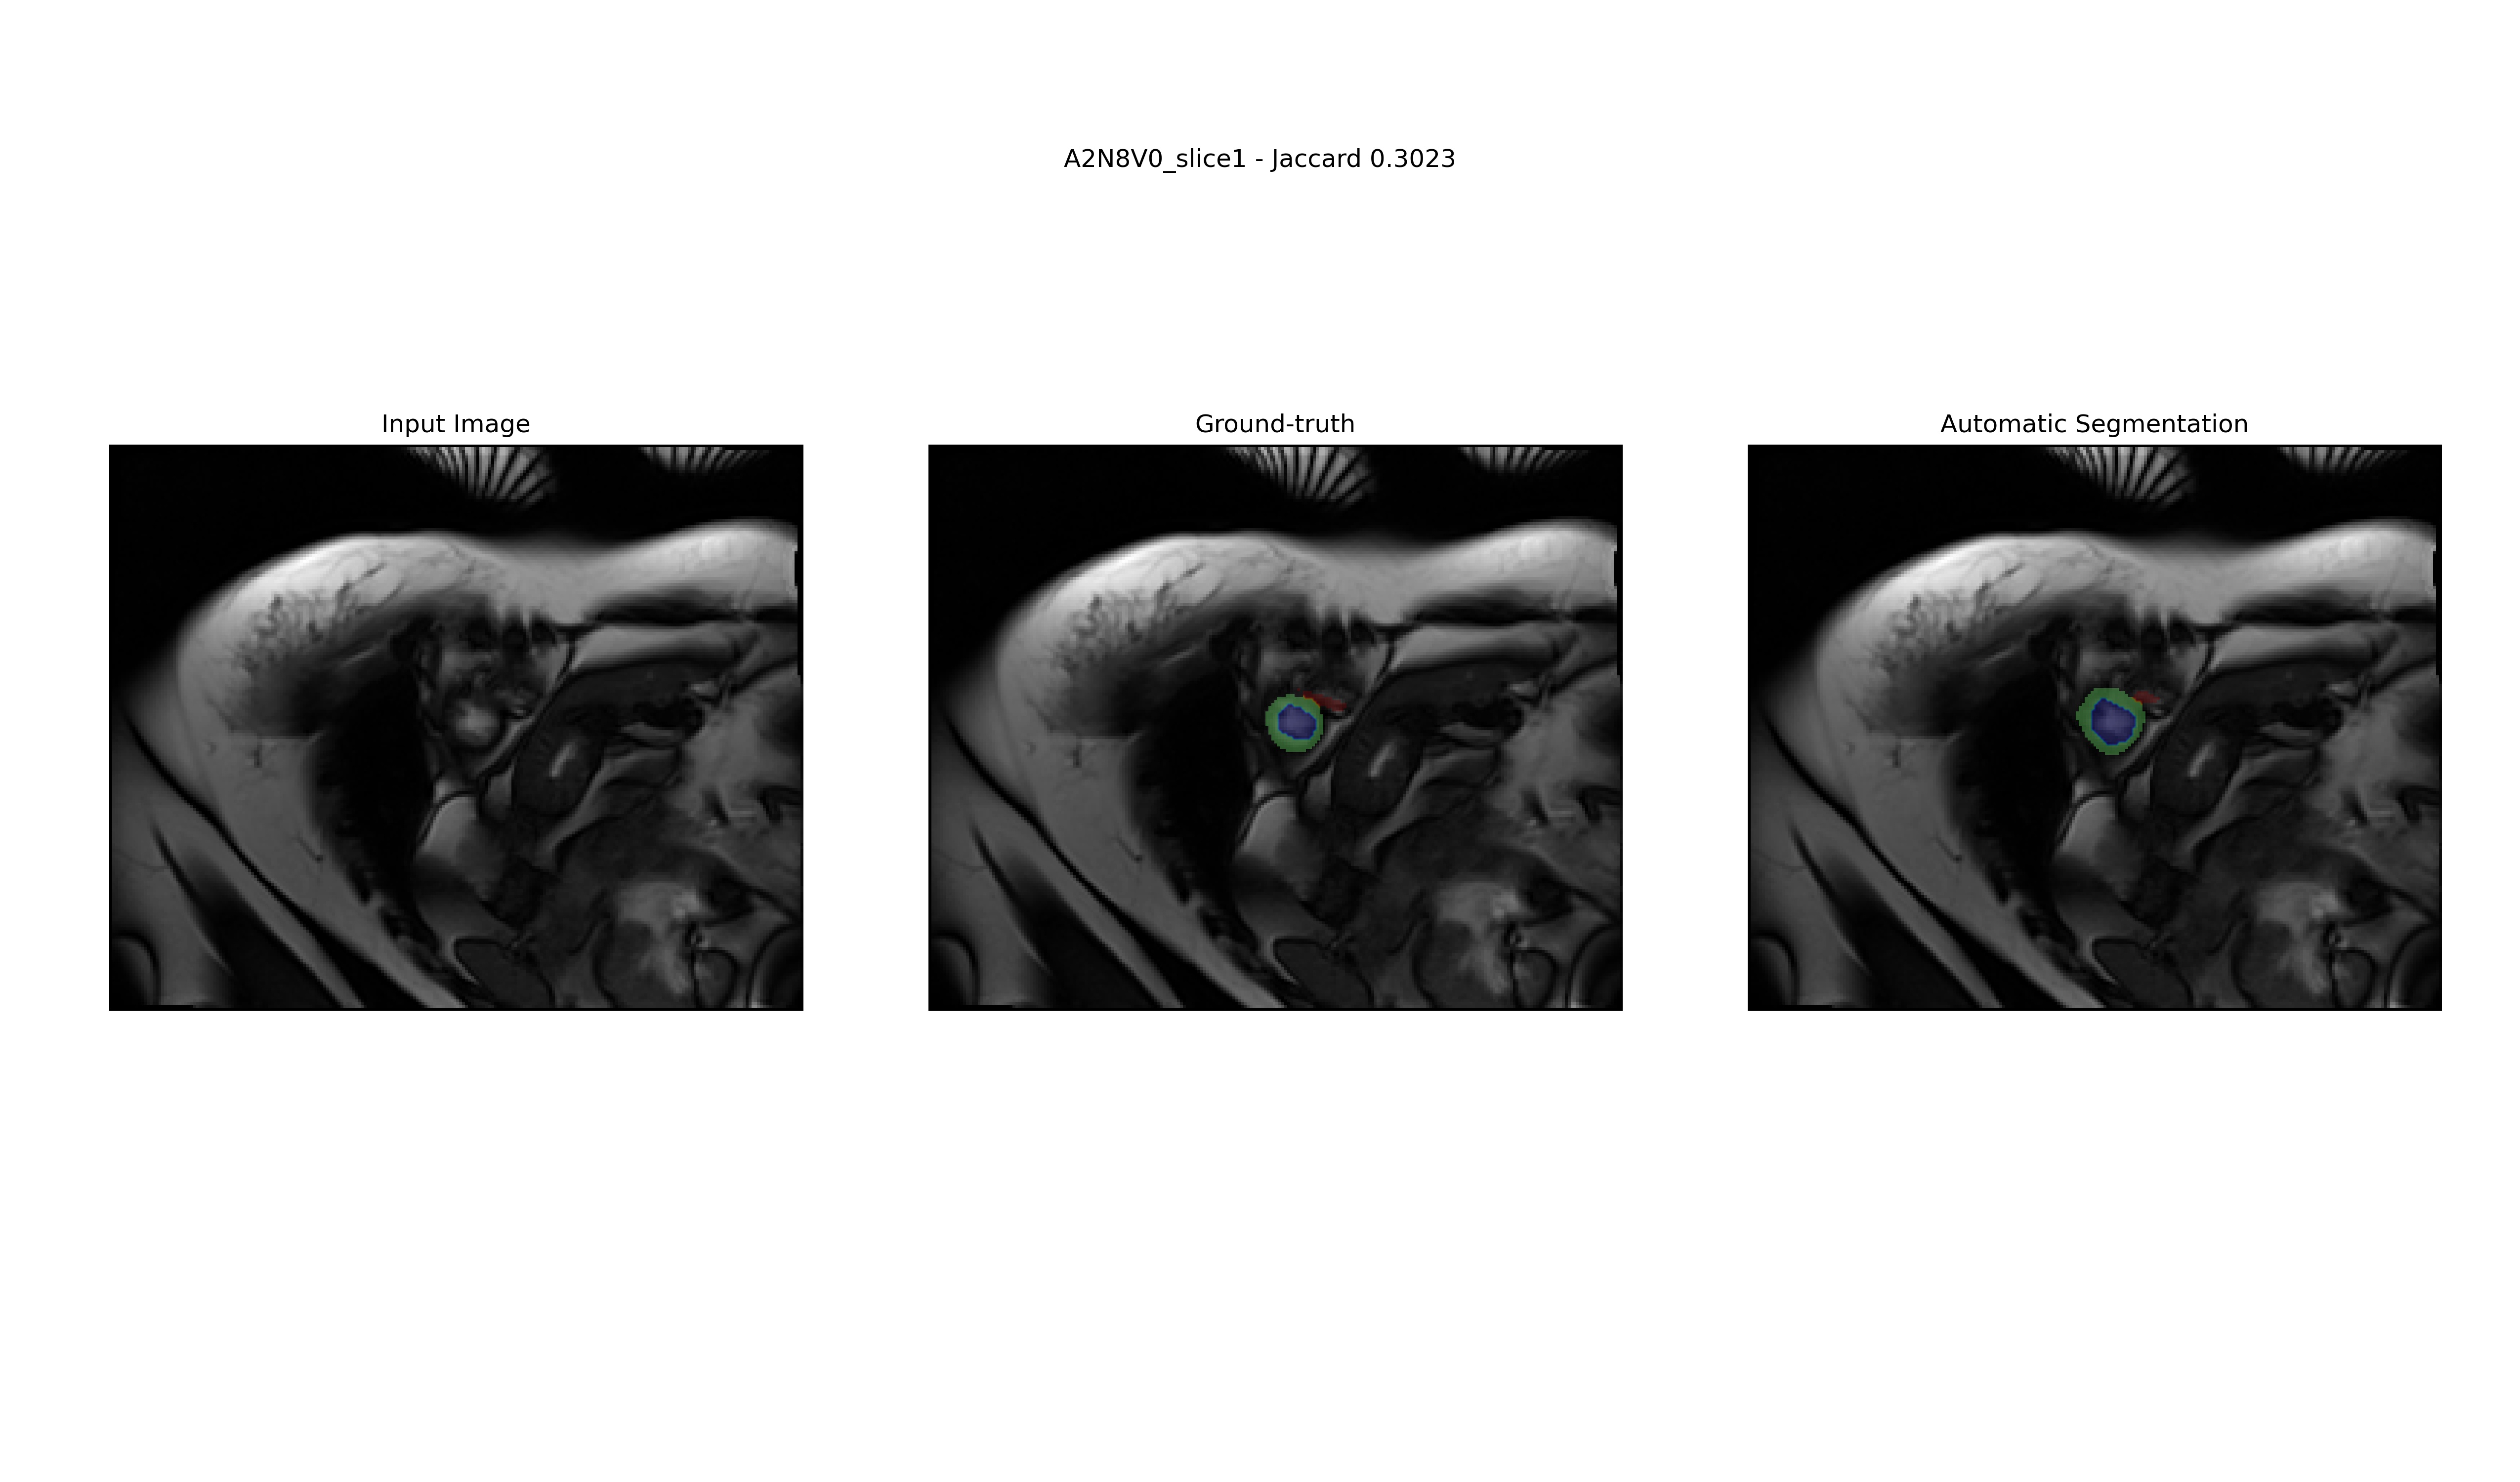 A2N8V0_slice1 - Jaccard 0.3023
Input Image
Ground-truth
Automatic Segmentation